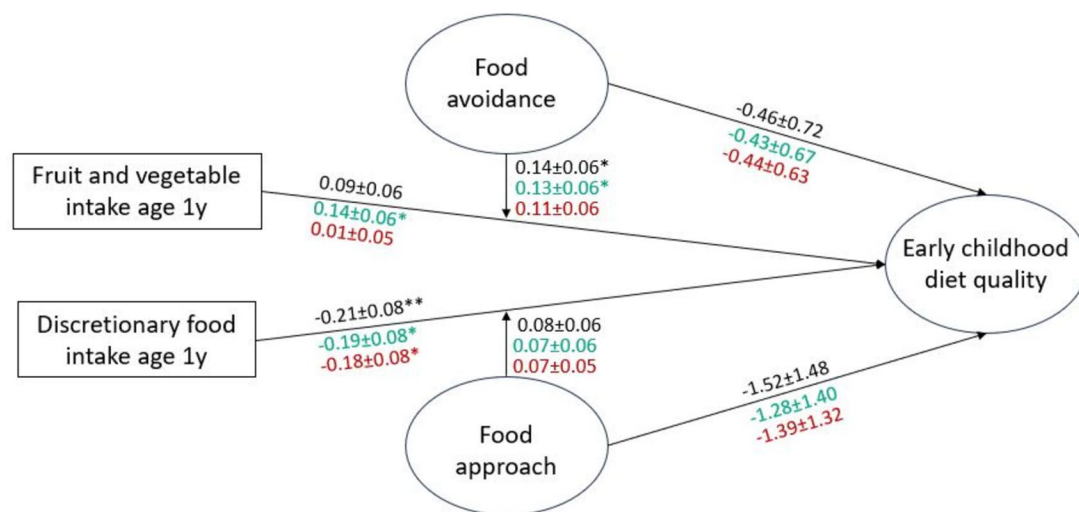 Food
avoidance
-0.46±0.72
-0.43±0.67
-0.44±0.63
Fruit and vegetable
intake age 1y
0.09±0.06
0.14±0.06*
0.01±0.05
0.14±0.06*
0.13±0.06*
0.11±0.06
Early childhood
diet quality
Discretionary food
intake age 1y
-0.21±0.08**
-0.19±0.08*
-0.18±0.08*
0.08±0.06
0.07±0.06
0.07±0.05
Food
approach
-1.52±1.48
-1.28±1.40
-1.39±1.32